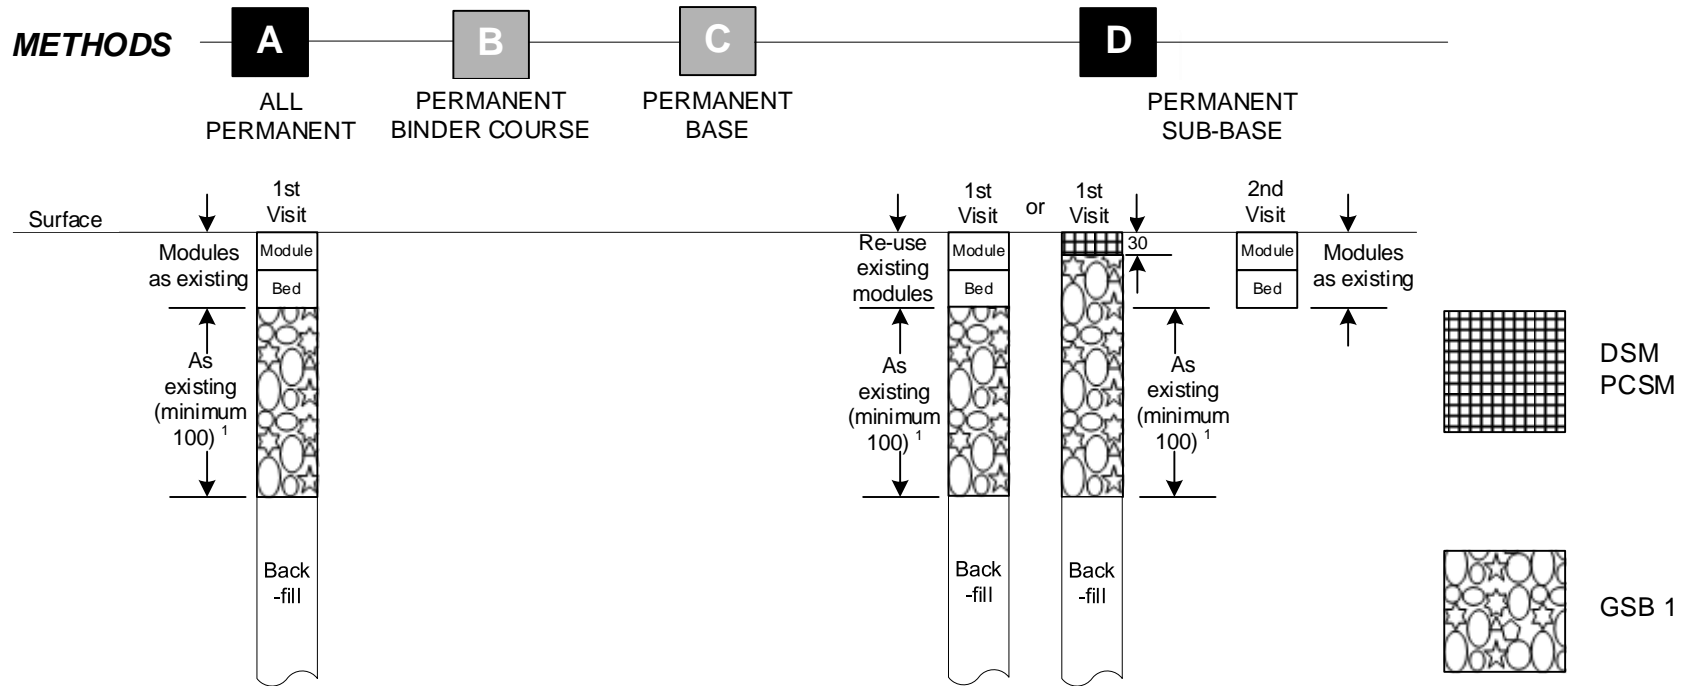 METHODS
A
B
C
D
ALL
PERMANENT
PERMANENT
BINDER COURSE
PERMANENT
BASE
PERMANENT
SUB-BASE
Surface
1st
Visit
Modules
as existing
Module
Bed
As
existing
(minimum
100) 1
Back
-fill
1st
Visit
or
1st
Visit
2nd
Visit
Re-use
existing
modules
Module
Bed
30
Module
Bed
Modules
as existing
As
existing
(minimum
100) 1
As
existing
(minimum
100) 1
Back
-fill
Back
-fill
DSM
PCSM
GSB 1